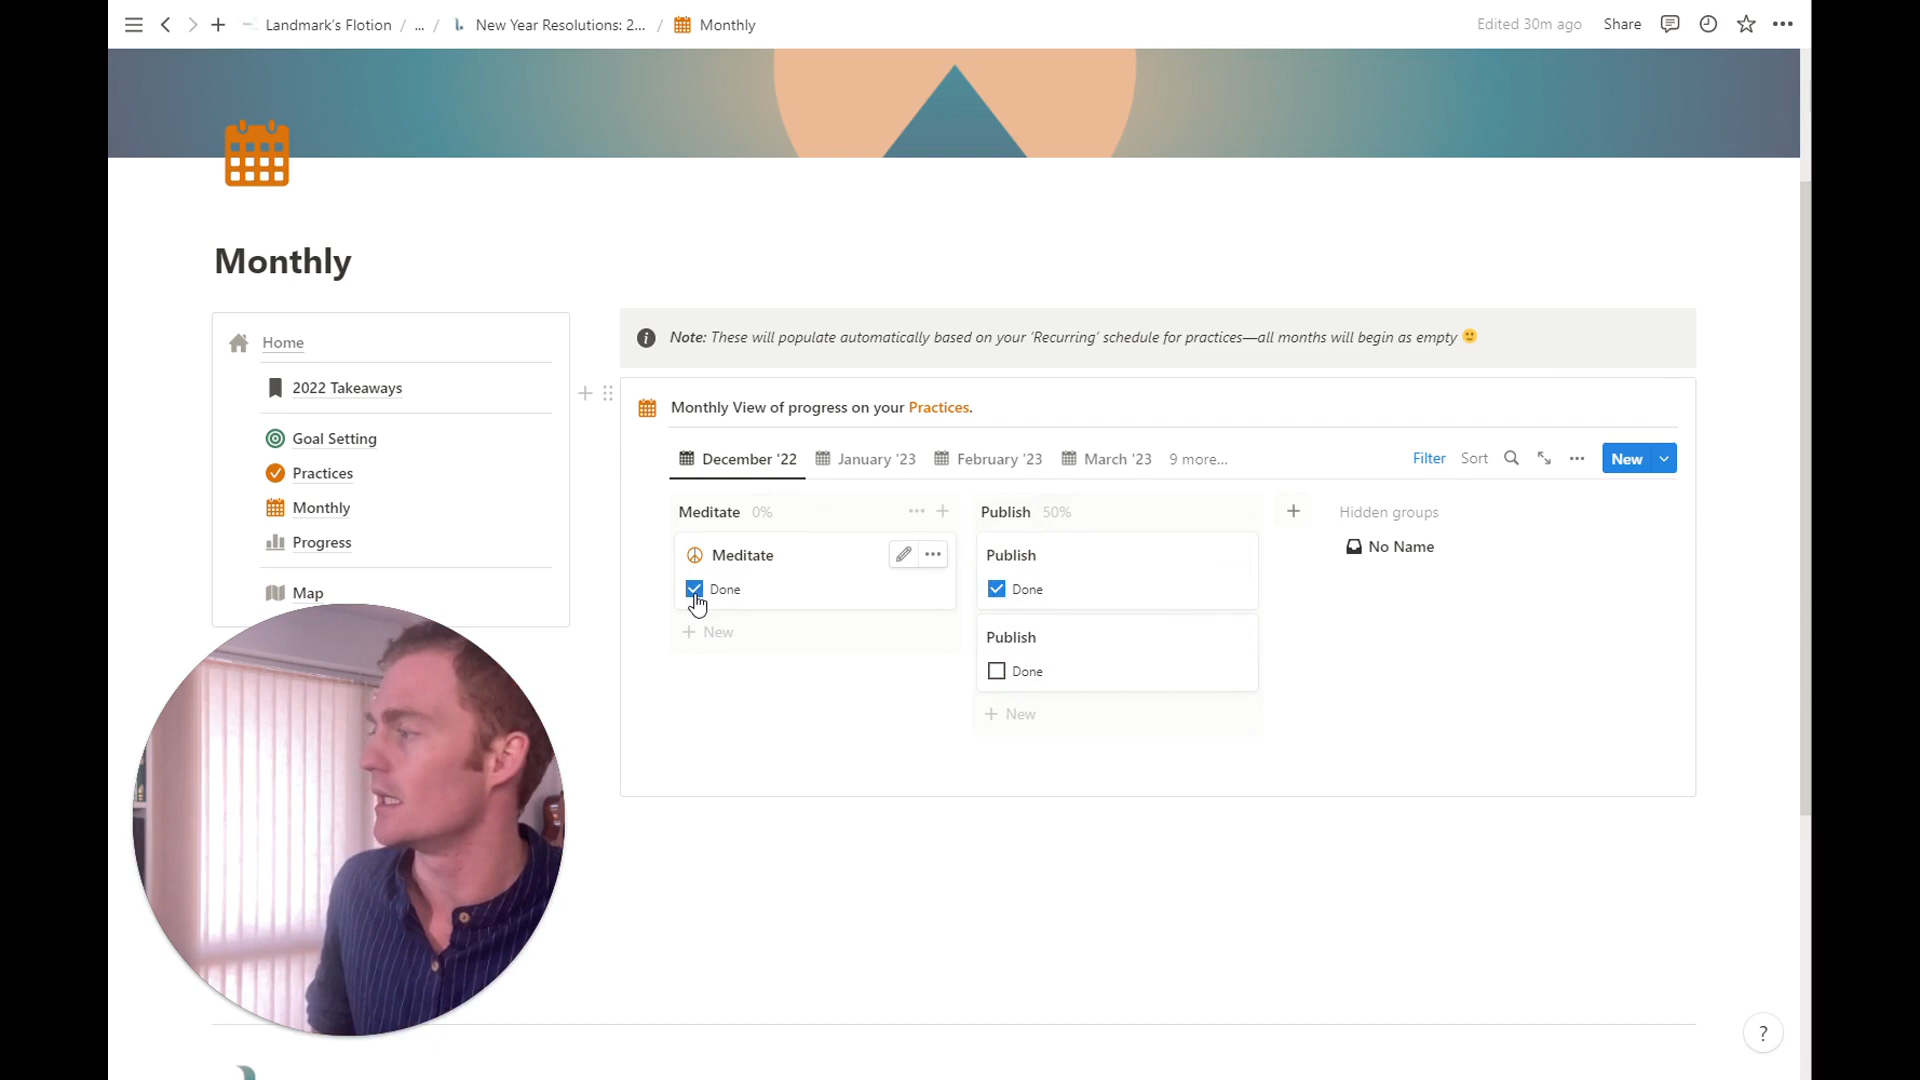 Landmark's Flotion / ... / New Year Resolutions: 2... / Monthly
Edited 30m ago Share
Monthly
Home
2022 Takeaways
Goal Setting
Practices
Monthly
Progress
Map
Note: These will populate automatically based on your 'Recurring' schedule for practices—all months will begin as empty 🙂
Monthly View of progress on your Practices.
December '22 January '23 February '23 March '23 9 more...
Filter Sort New
Meditate 0%
Meditate
Done
+ New
Publish 50%
Publish
Done
Publish
Done
+ New
Hidden groups
No Name
?